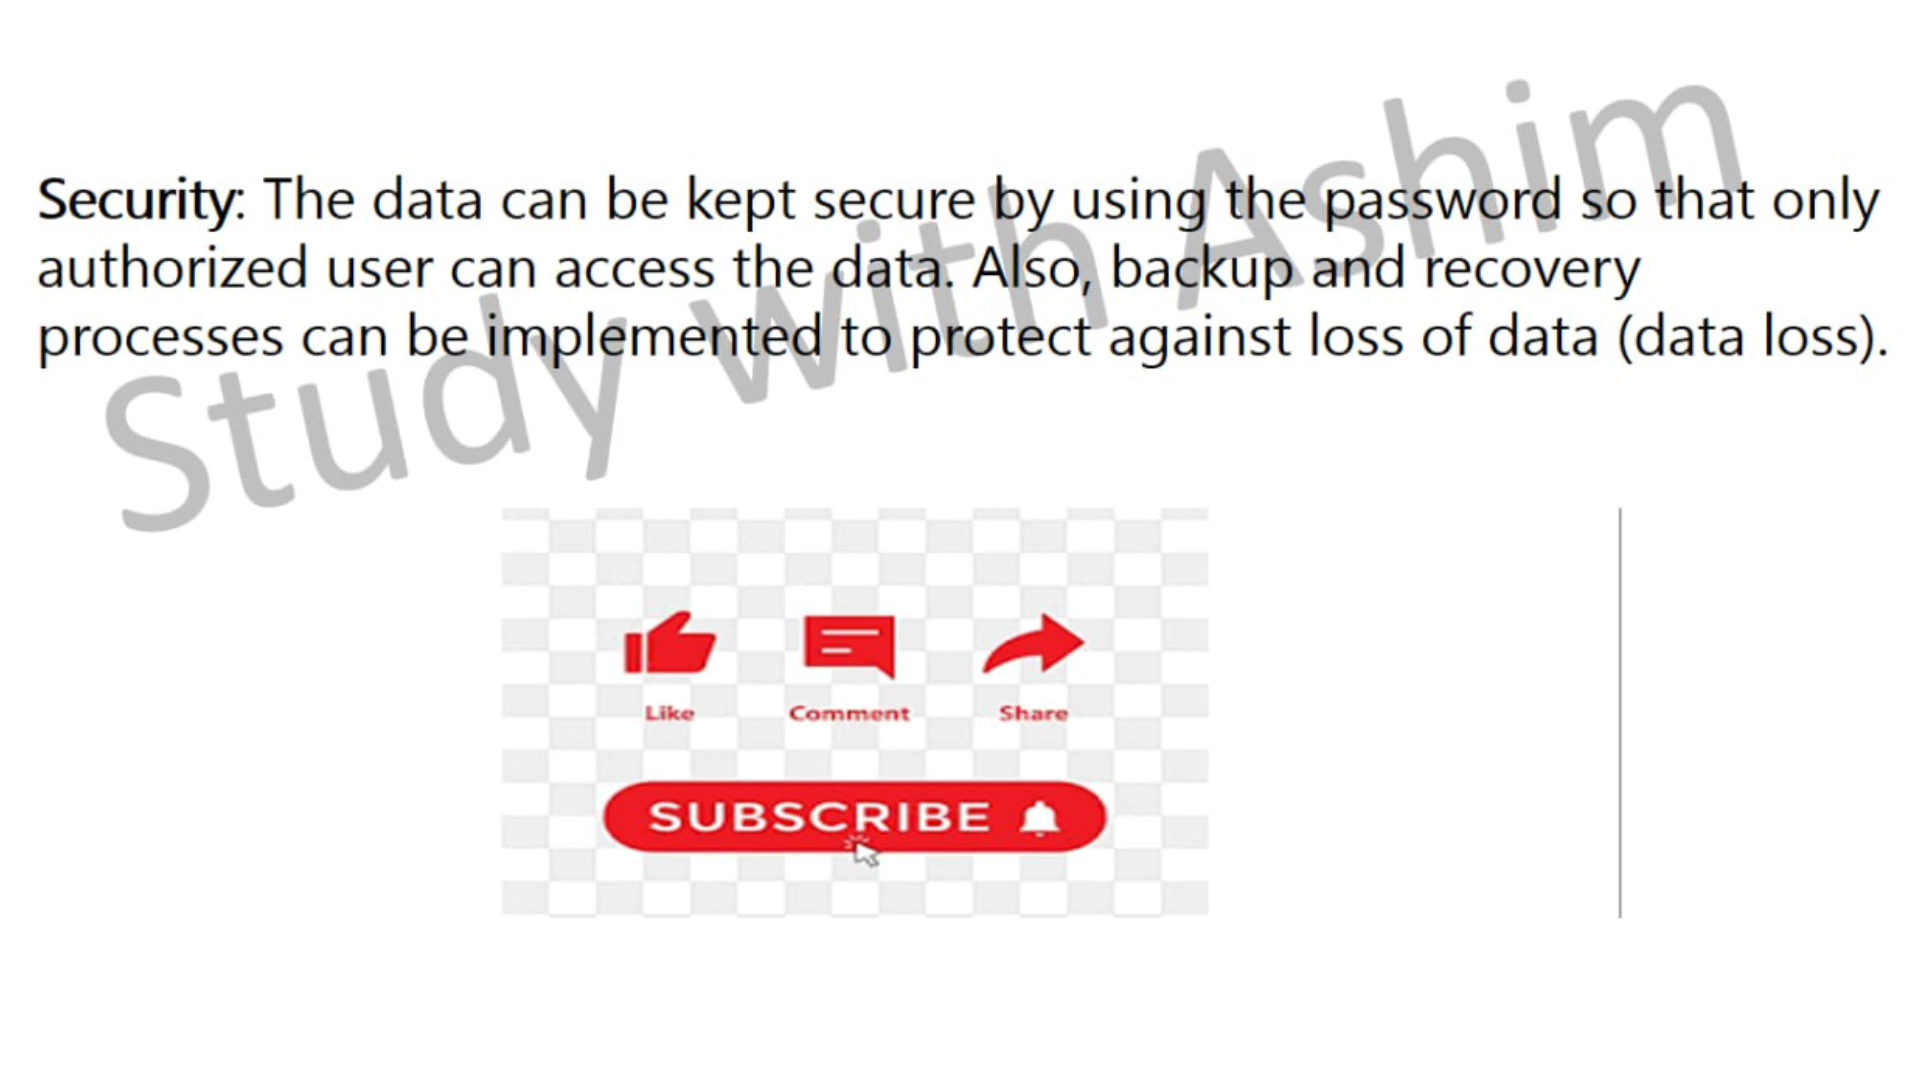 Security: The data can be kept secure by using the password so that only
authorized user can access the data. Also, backup and recovery
processes can be implemented to protect against loss of data (data loss).
Study with Ashim
Like Comment Share
SUBSCRIBE